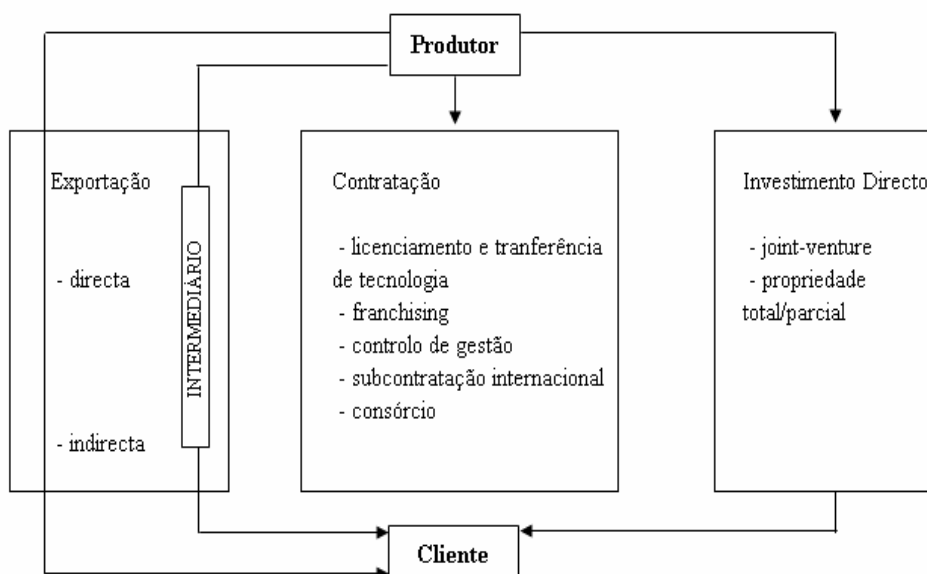 Produtor
Exportação
- directa
- indirecta
INTERMEDIÁRIO
Contratação
- licenciamento e tranferência
de tecnologia
- franchising
- controlo de gestão
- subcontratação internacional
- consórcio
Investimento Directo
- joint-venture
- propriedade
total/parcial
Cliente